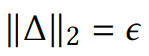 ‖Δ‖₂ = ϵ